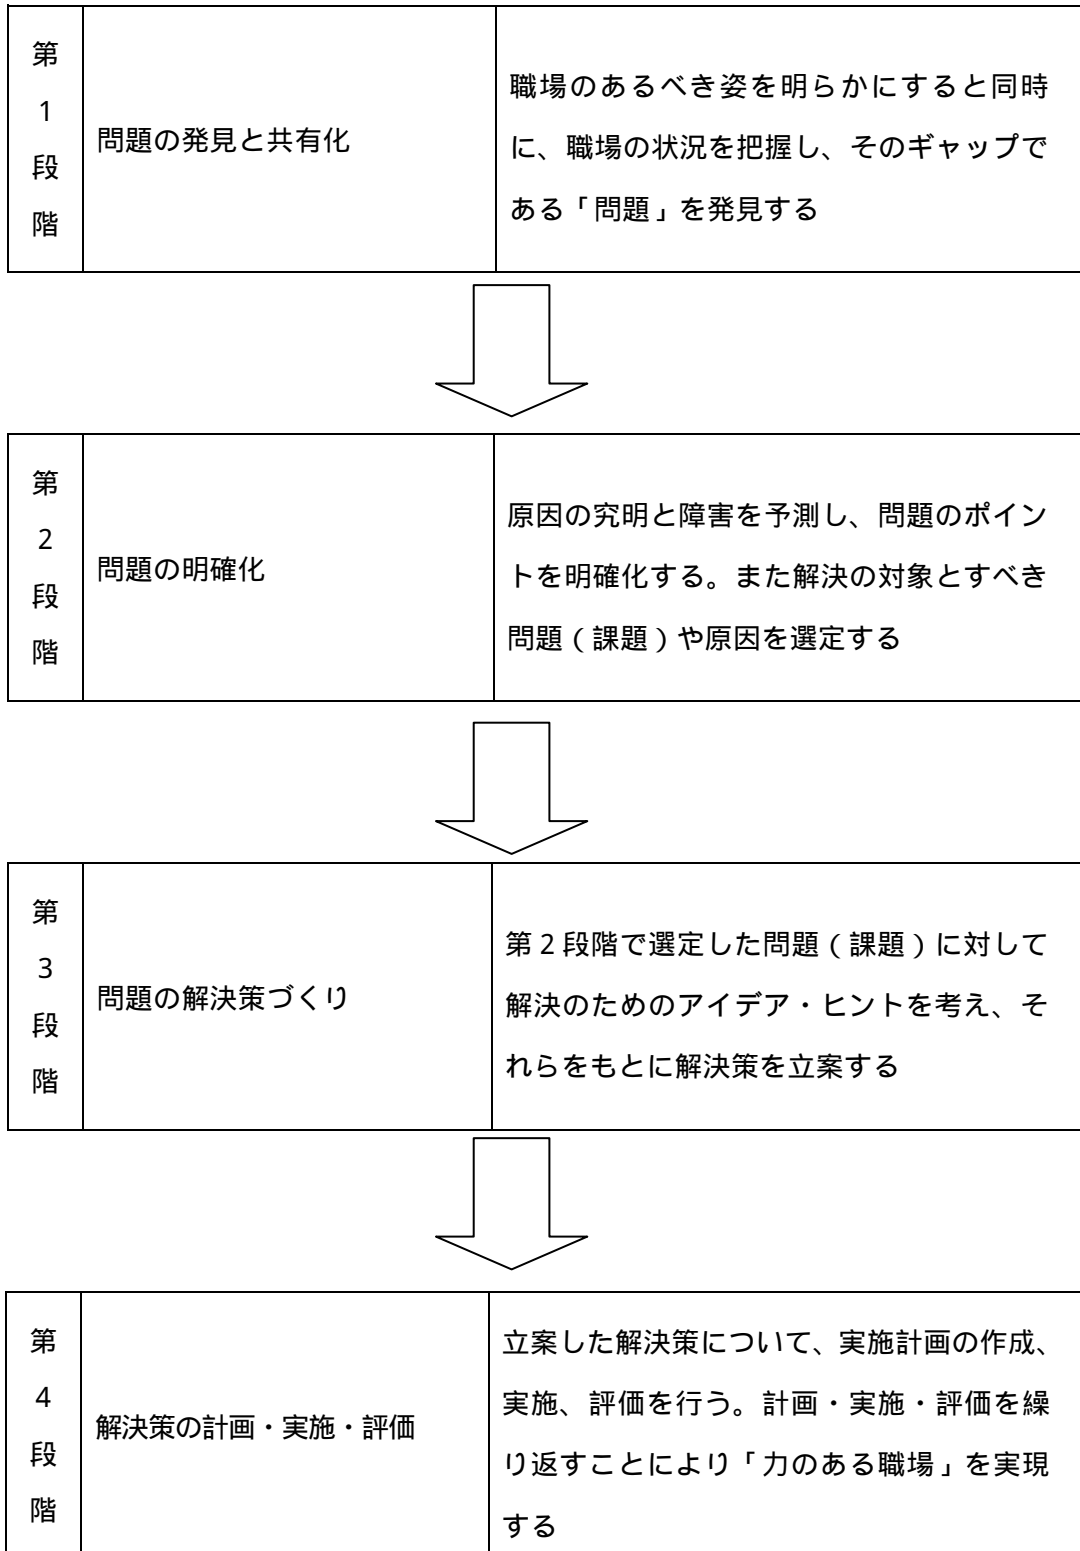 第
1
段
階
問題の発見と共有化
職場のあるべき姿を明らかにすると同時
に、職場の状況を把握し、そのギャップで
ある「問題」を発見する
第
2
段
階
問題の明確化
原因の究明と障害を予測し、問題のポイン
トを明確化する。また解決の対象とすべき
問題(課題)や原因を選定する
第
3
段
階
問題の解決策づくり
第2段階で選定した問題(課題)に対して
解決のためのアイデア・ヒントを考え、そ
れらをもとに解決策を立案する
第
4
段
階
解決策の計画・実施・評価
立案した解決策について、実施計画の作成、
実施、評価を行う。計画・実施・評価を繰
り返すことにより「力のある職場」を実現
する